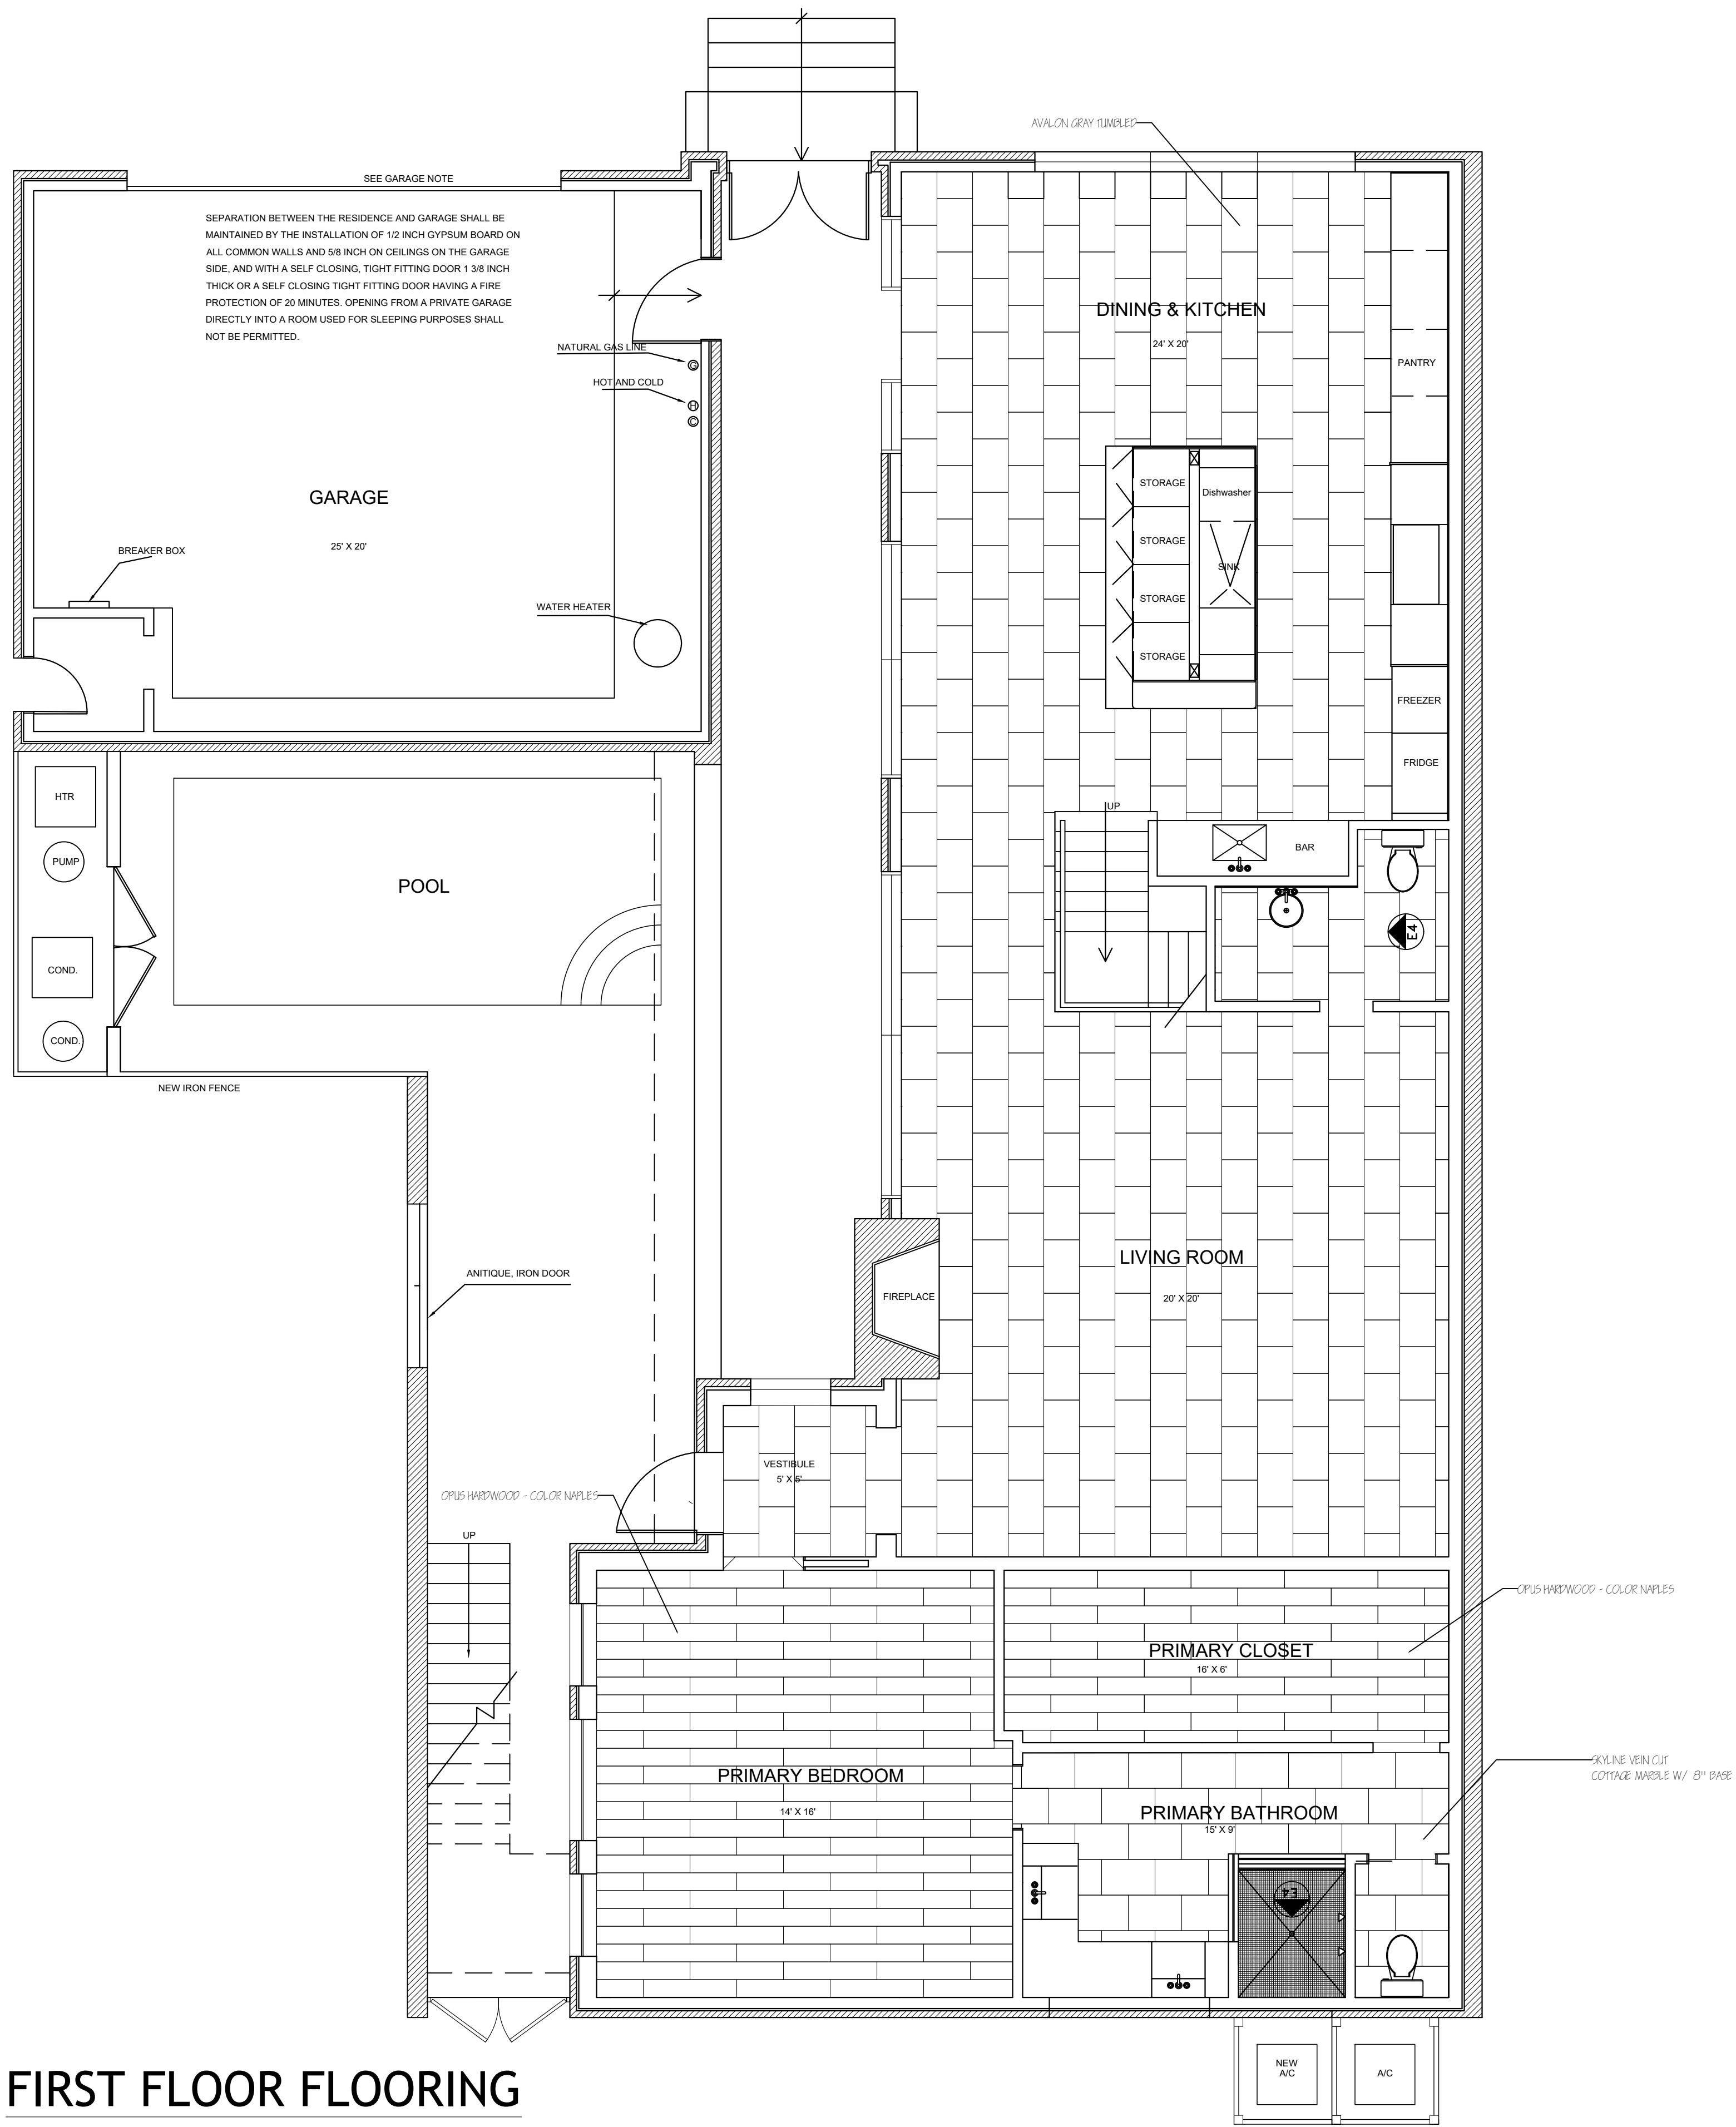 AVALON GRAY TUMBLED
SEE GARAGE NOTE
SEPARATION BETWEEN THE RESIDENCE AND GARAGE SHALL BE
MAINTAINED BY THE INSTALLATION OF 1/2 INCH GYPSUM BOARD ON
ALL COMMON WALLS AND 5/8 INCH ON CEILINGS ON THE GARAGE
SIDE, AND WITH A SELF CLOSING, TIGHT FITTING DOOR 1 3/8 INCH
THICK OR A SELF CLOSING TIGHT FITTING DOOR HAVING A FIRE
PROTECTION OF 20 MINUTES. OPENING FROM A PRIVATE GARAGE
DIRECTLY INTO A ROOM USED FOR SLEEPING PURPOSES SHALL
NOT BE PERMITTED.
DINING & KITCHEN
24' X 20'
NATURAL GAS LINE
G
PANTRY
HOT AND COLD
H
C
GARAGE
25' X 20'
BREAKER BOX
WATER HEATER
STORAGE
Dishwasher
STORAGE
SINK
STORAGE
STORAGE
FREEZER
FRIDGE
HTR
UP
BAR
PUMP
POOL
E4
COND.
COND.
NEW IRON FENCE
LIVING ROOM
20' X 20'
ANITIQUE, IRON DOOR
FIREPLACE
VESTIBULE
5' X 5'
OPUS HARDWOOD - COLOR NAPLES
UP
OPUS HARDWOOD - COLOR NAPLES
PRIMARY CLOSET
16' X 6'
SKYLINE VEIN CUT
COTTAGE MARBLE W/ 8" BASE
PRIMARY BEDROOM
14' X 16'
PRIMARY BATHROOM
15' X 9'
E4
NEW
A/C
A/C
FIRST FLOOR FLOORING